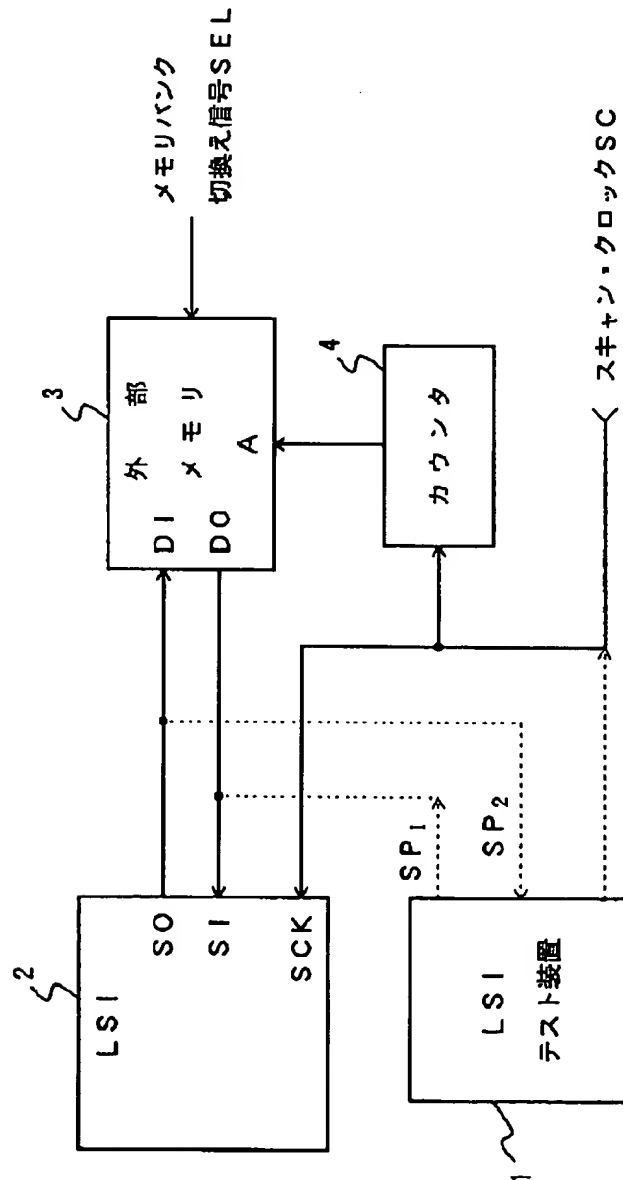 2
LSI
SO
SI
SCK
3
外部
メモリ
DI
DO
A
メモリバンク
切換え信号SEL
4
カウンタ
スキャン・クロックSC
SP₁
SP₂
LSI
テスト装置
1